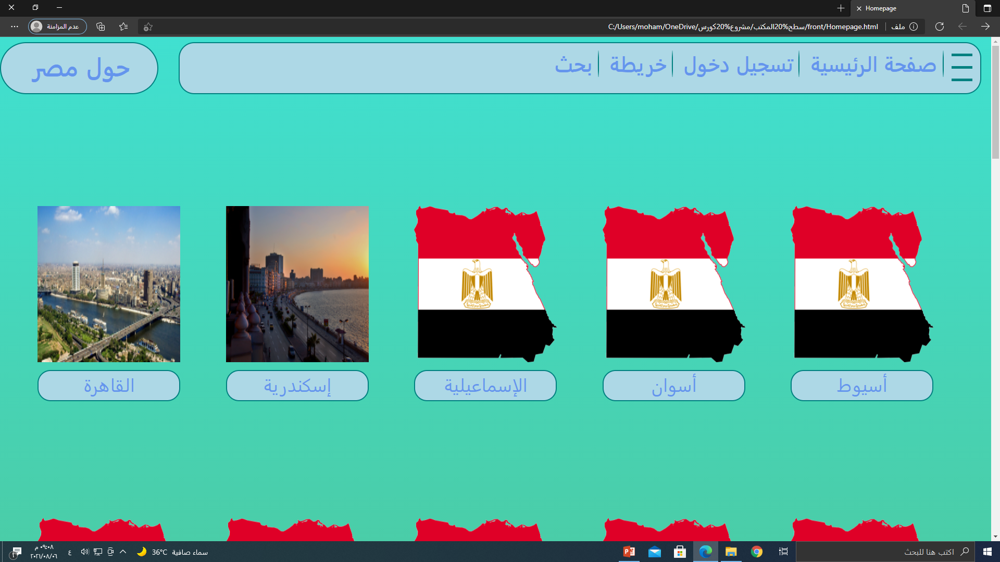 Homepage
C:/Users/moham/OneDrive/سطح%20المكتب/مشروع%20كورس/front/Homepage.html
ملف
عدم المزامنة
صفحة الرئيسية
تسجيل دخول
خريطة
بحث
حول مصر
أسيوط
أسوان
الإسماعيلية
إسكندرية
القاهرة
اكتب هنا للبحث
سماء صافية 36°C
ع
٠٩:٠٨ م
٢٠٢١/٠٨/٠٦
١